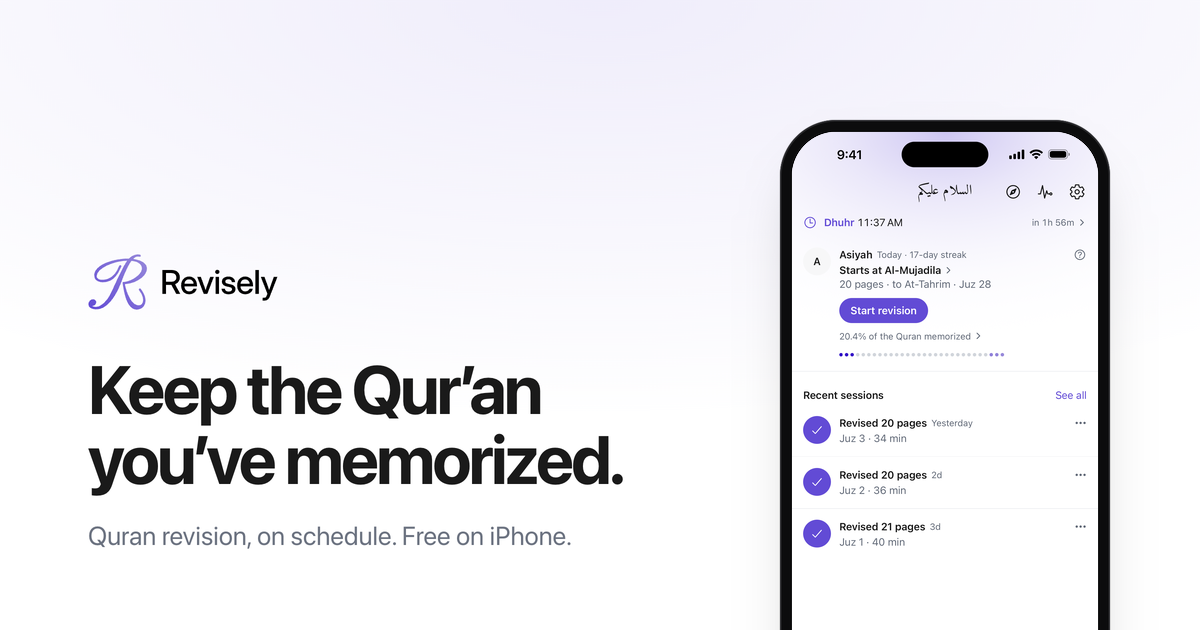 Revisely
Keep the Qur’an
you’ve memorized.
Quran revision, on schedule. Free on iPhone.
9:41
السلام عليكم
Dhuhr 11:37 AM
in 1h 56m
A
Asiyah Today · 17-day streak
Starts at Al-Mujadila
20 pages · to At-Tahrim · Juz 28
Start revision
20.4% of the Quran memorized
Recent sessions
See all
Revised 20 pages Yesterday
Juz 3 · 34 min
Revised 20 pages 2d
Juz 2 · 36 min
Revised 21 pages 3d
Juz 1 · 40 min